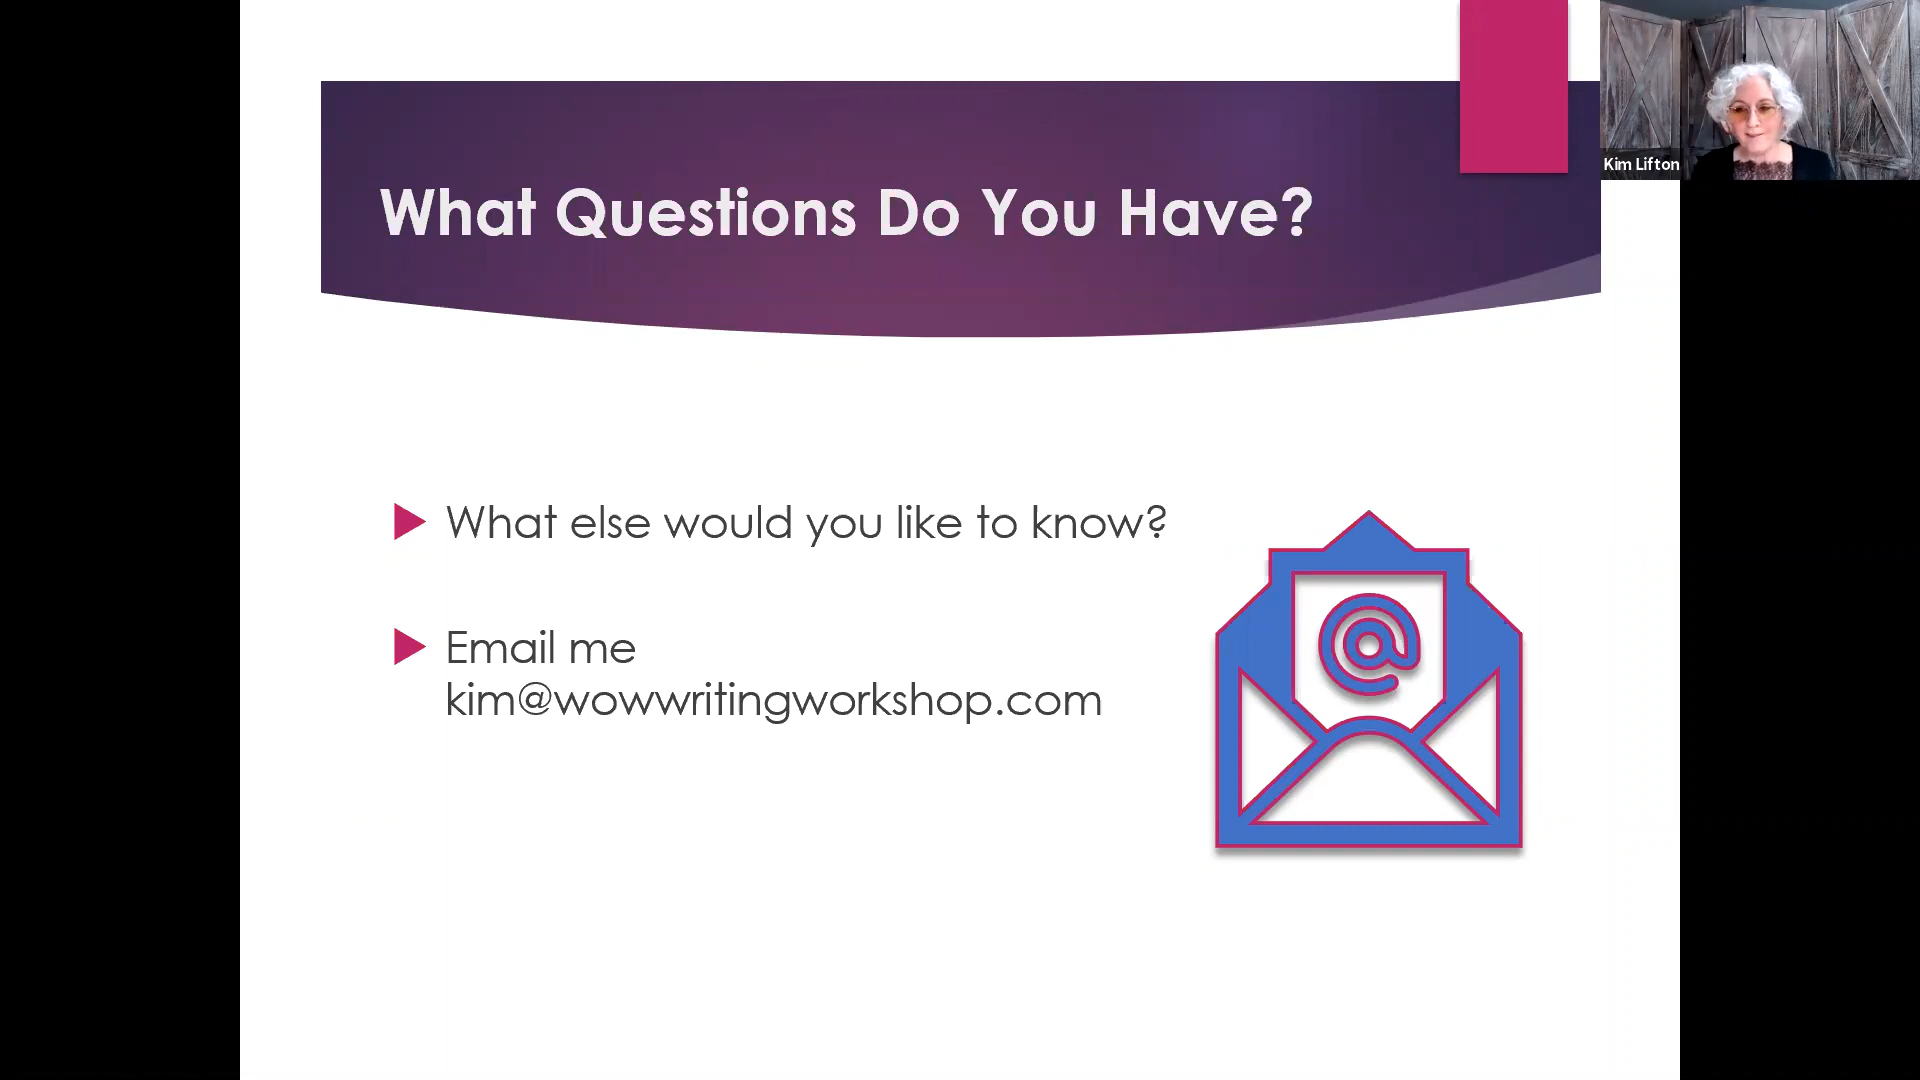 What Questions Do You Have?
Kim Lifton
What else would you like to know?
Email me
kim@wowwritingworkshop.com